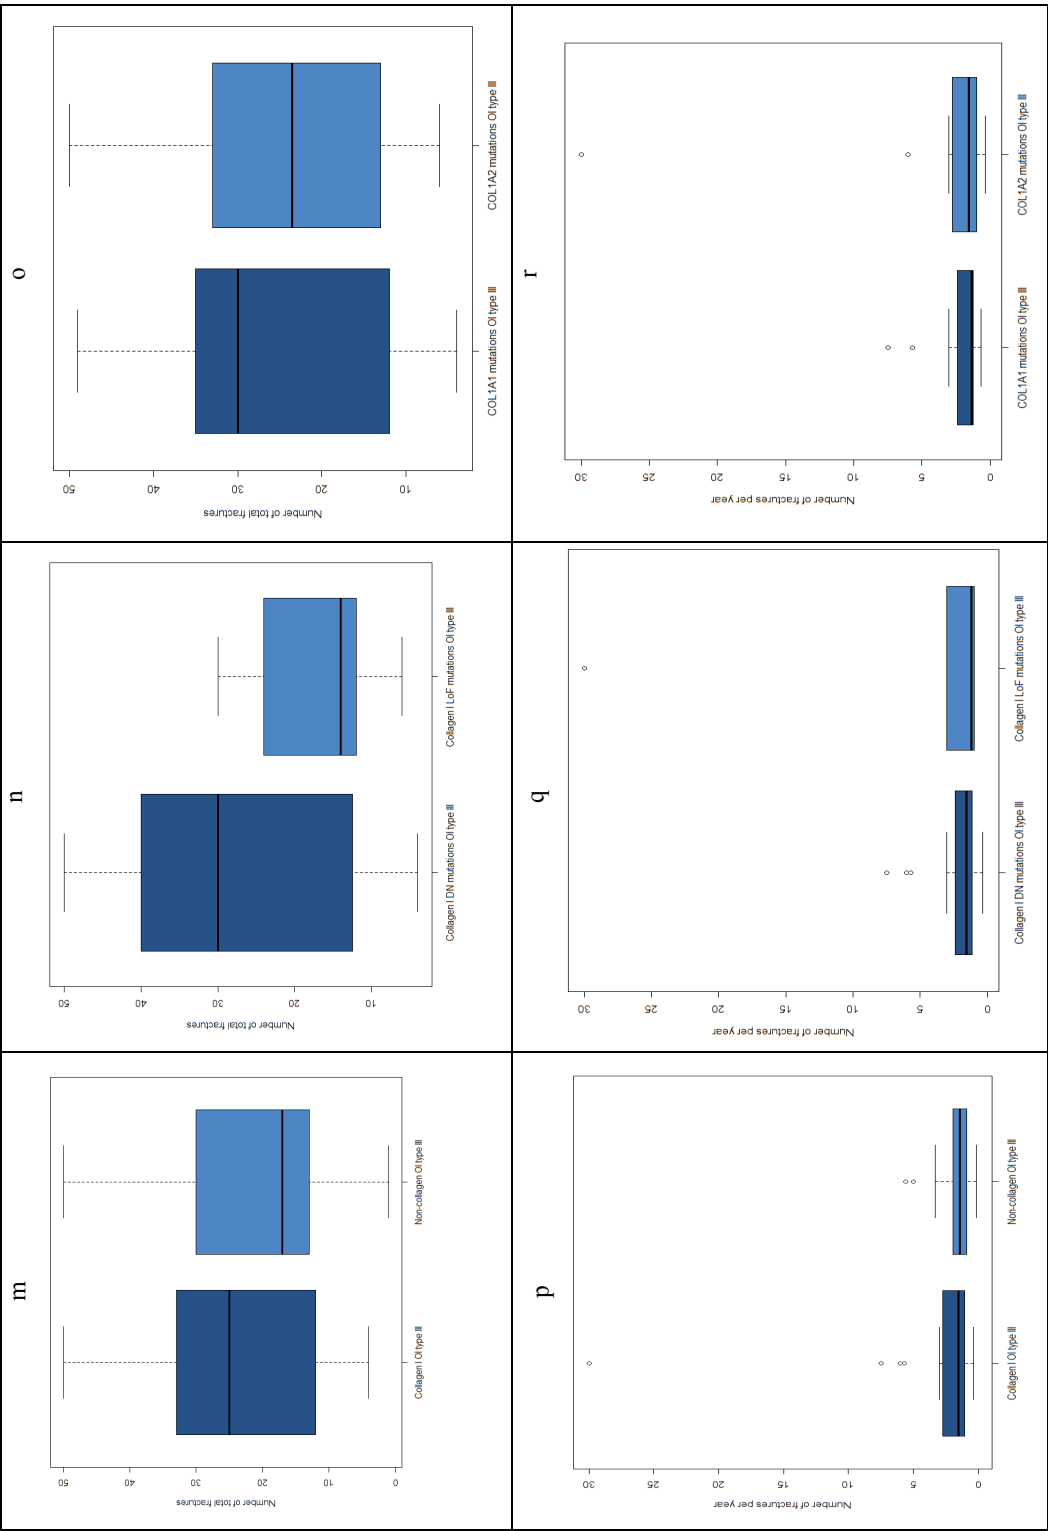 m
Number of total fractures
0
10
20
30
40
50
Collagen I OI type III
Non-collagen OI type III
n
Number of total fractures
10
20
30
40
50
Collagen I DN mutations OI type III
Collagen I LoF mutations OI type III
o
Number of total fractures
10
20
30
40
50
COL1A1 mutations OI type III
COL1A2 mutations OI type III
p
Number of fractures per year
0
5
10
15
20
25
30
Collagen I OI type III
Non-collagen OI type III
q
Number of fractures per year
0
5
10
15
20
25
30
Collagen I DN mutations OI type III
Collagen I LoF mutations OI type III
r
Number of fractures per year
0
5
10
15
20
25
30
COL1A1 mutations OI type III
COL1A2 mutations OI type III